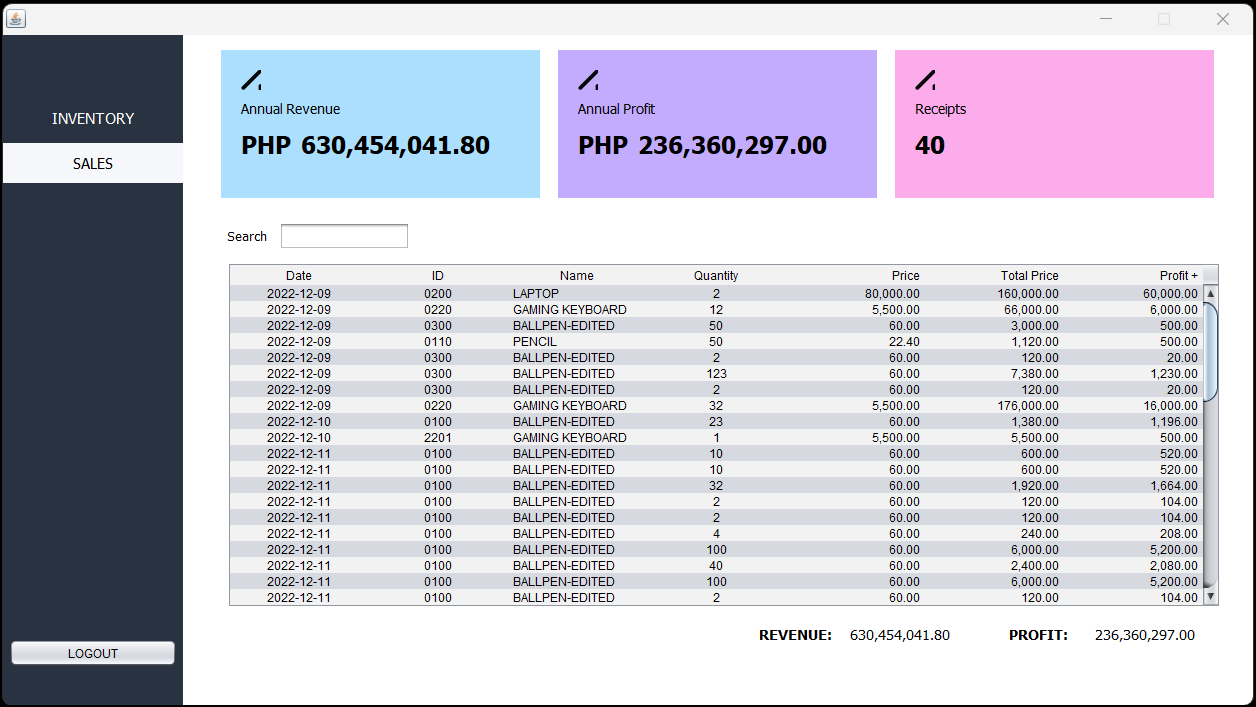 INVENTORY
SALES
LOGOUT
Annual Revenue
PHP 630,454,041.80
Annual Profit
PHP 236,360,297.00
Receipts
40
Search
Date ID Name Quantity Price Total Price Profit +
2022-12-09 0200 LAPTOP 2 80,000.00 160,000.00 60,000.00
2022-12-09 0220 GAMING KEYBOARD 12 5,500.00 66,000.00 6,000.00
2022-12-09 0300 BALLPEN-EDITED 50 60.00 3,000.00 500.00
2022-12-09 0110 PENCIL 50 22.40 1,120.00 500.00
2022-12-09 0300 BALLPEN-EDITED 2 60.00 120.00 20.00
2022-12-09 0300 BALLPEN-EDITED 123 60.00 7,380.00 1,230.00
2022-12-09 0300 BALLPEN-EDITED 2 60.00 120.00 20.00
2022-12-09 0220 GAMING KEYBOARD 32 5,500.00 176,000.00 16,000.00
2022-12-10 0100 BALLPEN-EDITED 23 60.00 1,380.00 1,196.00
2022-12-10 2201 GAMING KEYBOARD 1 5,500.00 5,500.00 500.00
2022-12-11 0100 BALLPEN-EDITED 10 60.00 600.00 520.00
2022-12-11 0100 BALLPEN-EDITED 10 60.00 600.00 520.00
2022-12-11 0100 BALLPEN-EDITED 32 60.00 1,920.00 1,664.00
2022-12-11 0100 BALLPEN-EDITED 2 60.00 120.00 104.00
2022-12-11 0100 BALLPEN-EDITED 2 60.00 120.00 104.00
2022-12-11 0100 BALLPEN-EDITED 4 60.00 240.00 208.00
2022-12-11 0100 BALLPEN-EDITED 100 60.00 6,000.00 5,200.00
2022-12-11 0100 BALLPEN-EDITED 40 60.00 2,400.00 2,080.00
2022-12-11 0100 BALLPEN-EDITED 100 60.00 6,000.00 5,200.00
2022-12-11 0100 BALLPEN-EDITED 2 60.00 120.00 104.00
REVENUE: 630,454,041.80 PROFIT: 236,360,297.00